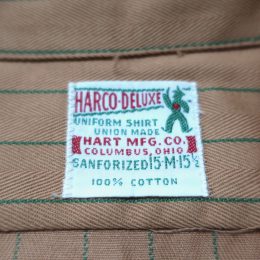 HARCO-DELUXE
UNIFORM SHIRT
UNION MADE
HART MFG. CO.
COLUMBUS, OHIO
SANFORIZED 15-M-15½
100% COTTON